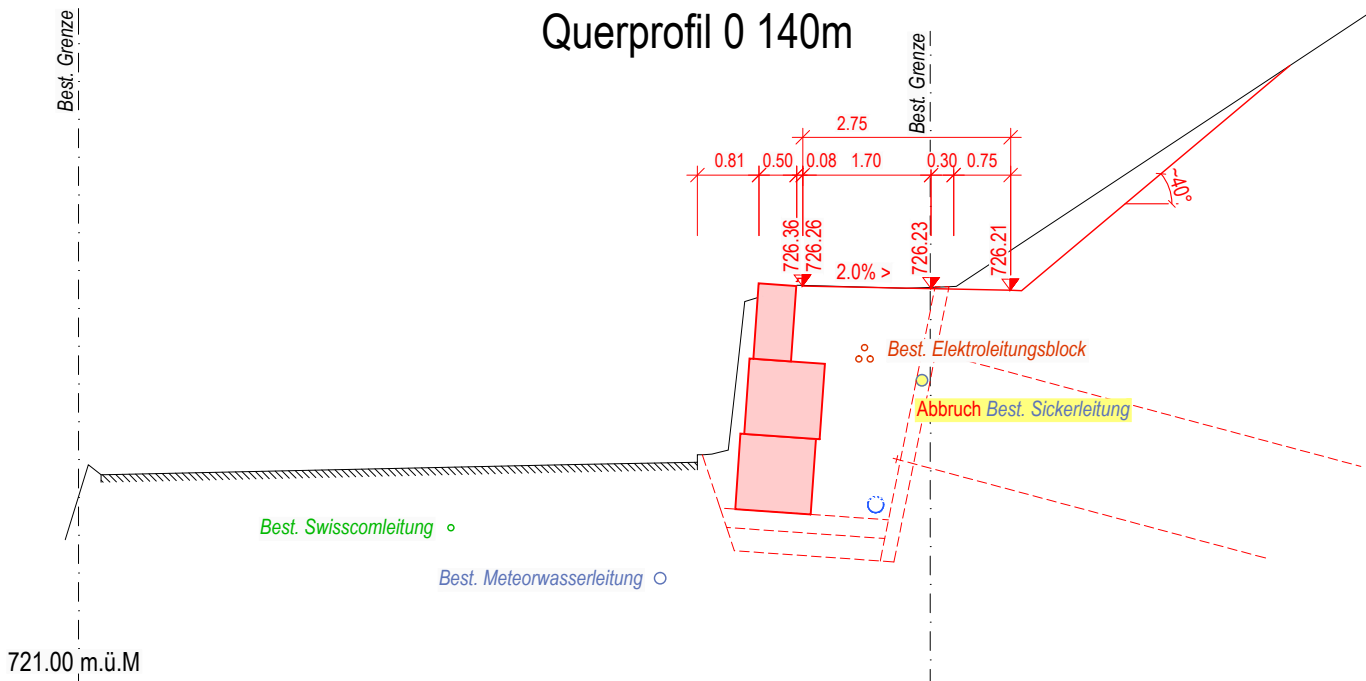 Querprofil 0 140m
Best. Grenze
Best. Grenze
2.75
0.81 0.50 0.08 1.70 0.30 0.75
~40°
726.36
726.26
726.23
726.21
2.0% >
Best. Elektroleitungsblock
Abbruch Best. Sickerleitung
Best. Swisscomleitung
Best. Meteorwasserleitung
721.00 m.ü.M